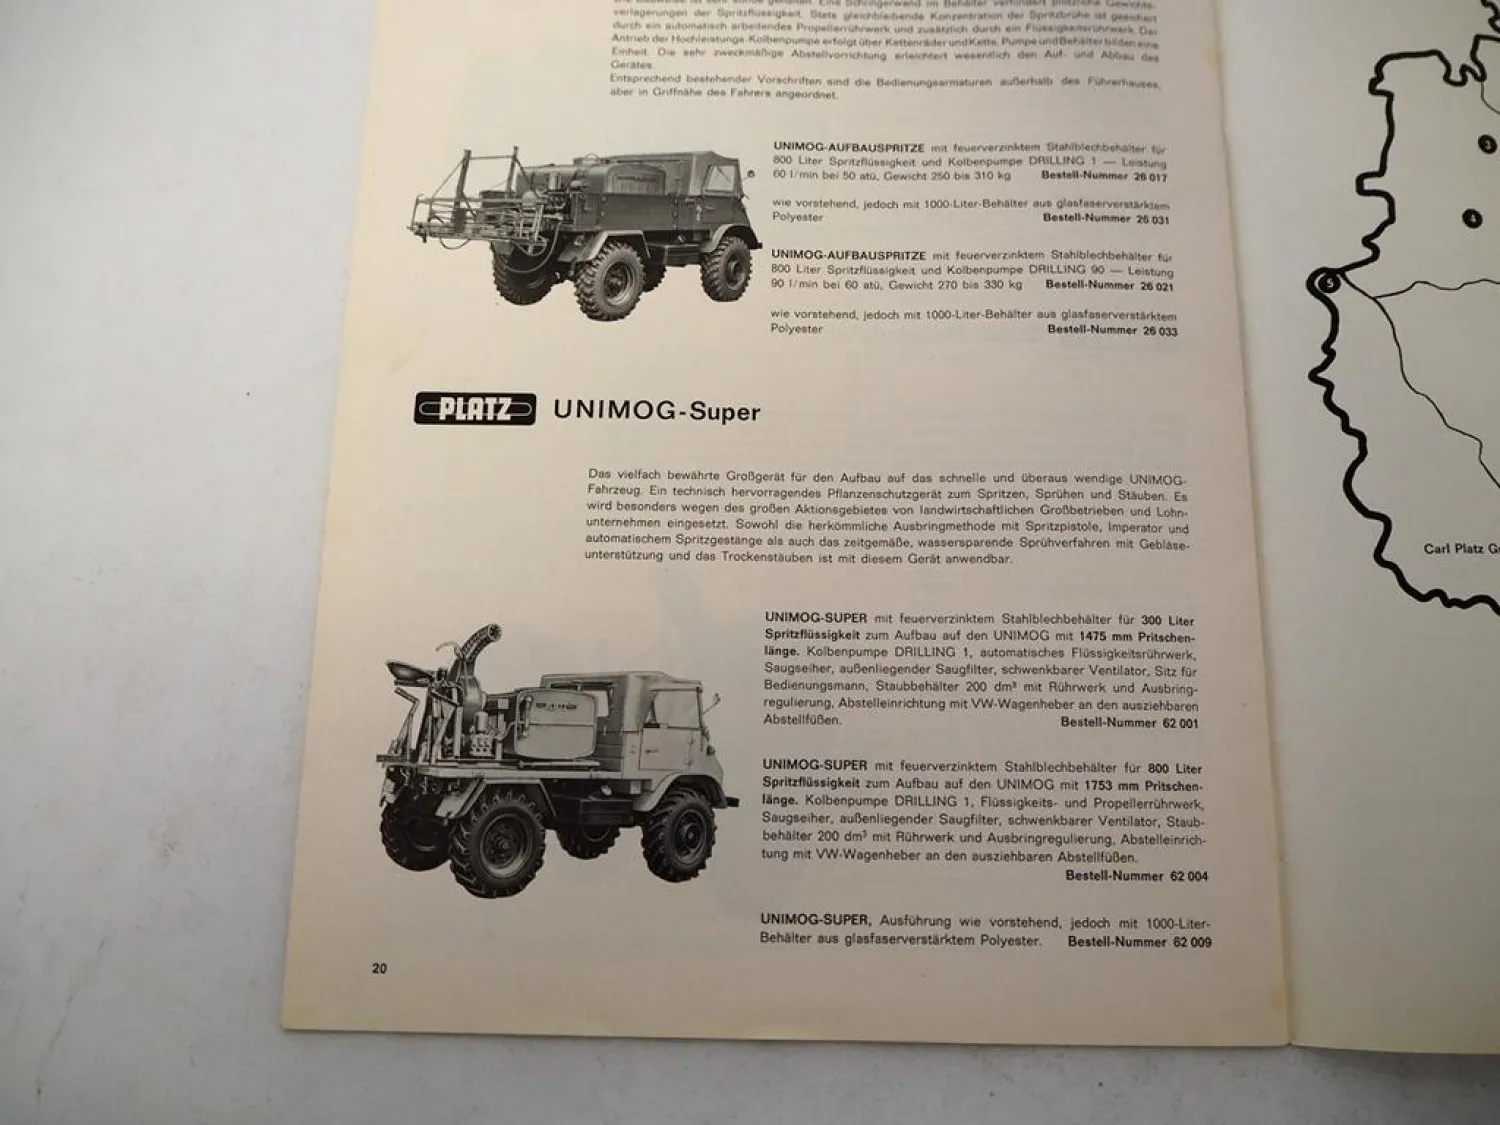 verlagerungen der Spritzflüssigkeit. Stets gleichbleibende Konzentration der Spritzbrühe ist gesichert
durch ein automatisch arbeitendes Propellerrührwerk und zusätzlich durch ein Flüssigkeitsrührwerk. Der
Antrieb der Hochleistungs-Kolbenpumpe erfolgt über Kettenräder und Kette. Pumpe und Behälter bilden eine
Einheit. Die sehr zweckmäßige Abstellvorrichtung erleichtert wesentlich den Auf- und Abbau des
Gerätes.
Entsprechend bestehender Vorschriften sind die Bedienungsarmaturen außerhalb des Führerhauses,
aber in Griffnähe des Fahrers angeordnet.
UNIMOG-AUFBAUSPRITZE mit feuerverzinktem Stahlblechbehälter für
800 Liter Spritzflüssigkeit und Kolbenpumpe DRILLING 1 — Leistung
60 l/min bei 50 atü, Gewicht 250 bis 310 kg Bestell-Nummer 26 017
wie vorstehend, jedoch mit 1000-Liter-Behälter aus glasfaserverstärktem
Polyester Bestell-Nummer 26 031
UNIMOG-AUFBAUSPRITZE mit feuerverzinktem Stahlblechbehälter für
800 Liter Spritzflüssigkeit und Kolbenpumpe DRILLING 90 — Leistung
90 l/min bei 60 atü, Gewicht 270 bis 330 kg Bestell-Nummer 26 021
wie vorstehend, jedoch mit 1000-Liter-Behälter aus glasfaserverstärktem
Polyester Bestell-Nummer 26 033
PLATZ UNIMOG-Super
Das vielfach bewährte Großgerät für den Aufbau auf das schnelle und überaus wendige UNIMOG-
Fahrzeug. Ein technisch hervorragendes Pflanzenschutzgerät zum Spritzen, Sprühen und Stäuben. Es
wird besonders wegen des großen Aktionsgebietes von landwirtschaftlichen Großbetrieben und Lohn-
unternehmen eingesetzt. Sowohl die herkömmliche Ausbringmethode mit Spritzpistole, Imperator und
automatischem Spritzgestänge als auch das zeitgemäße, wassersparende Sprühverfahren mit Gebläse-
unterstützung und das Trockenstäuben ist mit diesem Gerät anwendbar.
UNIMOG-SUPER mit feuerverzinktem Stahlblechbehälter für 300 Liter
Spritzflüssigkeit zum Aufbau auf den UNIMOG mit 1475 mm Pritschen-
länge. Kolbenpumpe DRILLING 1, automatisches Flüssigkeitsrührwerk,
Saugseiher, außenliegender Saugfilter, schwenkbarer Ventilator, Sitz für
Bedienungsmann, Staubbehälter 200 dm³ mit Rührwerk und Ausbring-
regulierung, Abstelleinrichtung mit VW-Wagenheber an den ausziehbaren
Abstellfüßen. Bestell-Nummer 62 001
UNIMOG-SUPER mit feuerverzinktem Stahlblechbehälter für 800 Liter
Spritzflüssigkeit zum Aufbau auf den UNIMOG mit 1753 mm Pritschen-
länge. Kolbenpumpe DRILLING 1, Flüssigkeits- und Propellerrührwerk,
Saugseiher, außenliegender Saugfilter, schwenkbarer Ventilator, Staub-
behälter 200 dm³ mit Rührwerk und Ausbringregulierung, Abstelleinrich-
tung mit VW-Wagenheber an den ausziehbaren Abstellfüßen.
Bestell-Nummer 62 004
UNIMOG-SUPER, Ausführung wie vorstehend, jedoch mit 1000-Liter-
Behälter aus glasfaserverstärktem Polyester. Bestell-Nummer 62 009
20
3
4
5
Carl Platz